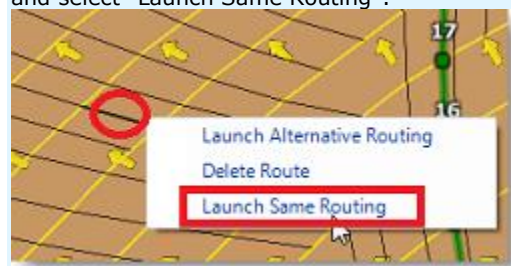 and select "Launch Same Routing".
17
16
Launch Alternative Routing
Delete Route
Launch Same Routing